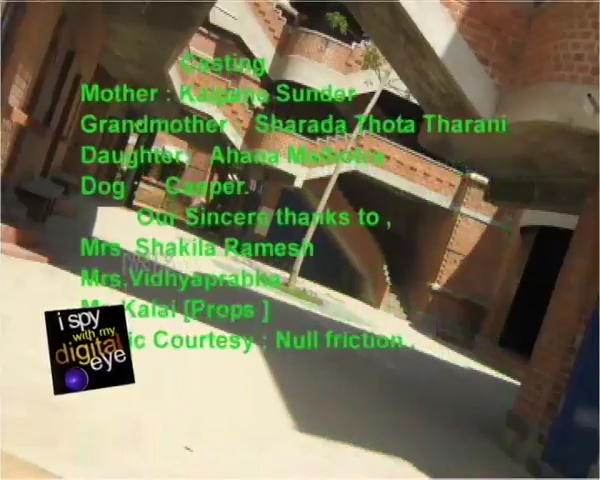 Casting
Mother : Kalpana Sunder
Grandmother : Sharada Thota Tharani
Daughter : Ahana Malhotra
Dog : Casper.
Our Sincere thanks to ,
Mrs. Shakila Ramesh
Mrs.Vidhyaprabha
Kalai [Props ]
Courtesy : Null friction .
i spy
with my
digital
eye